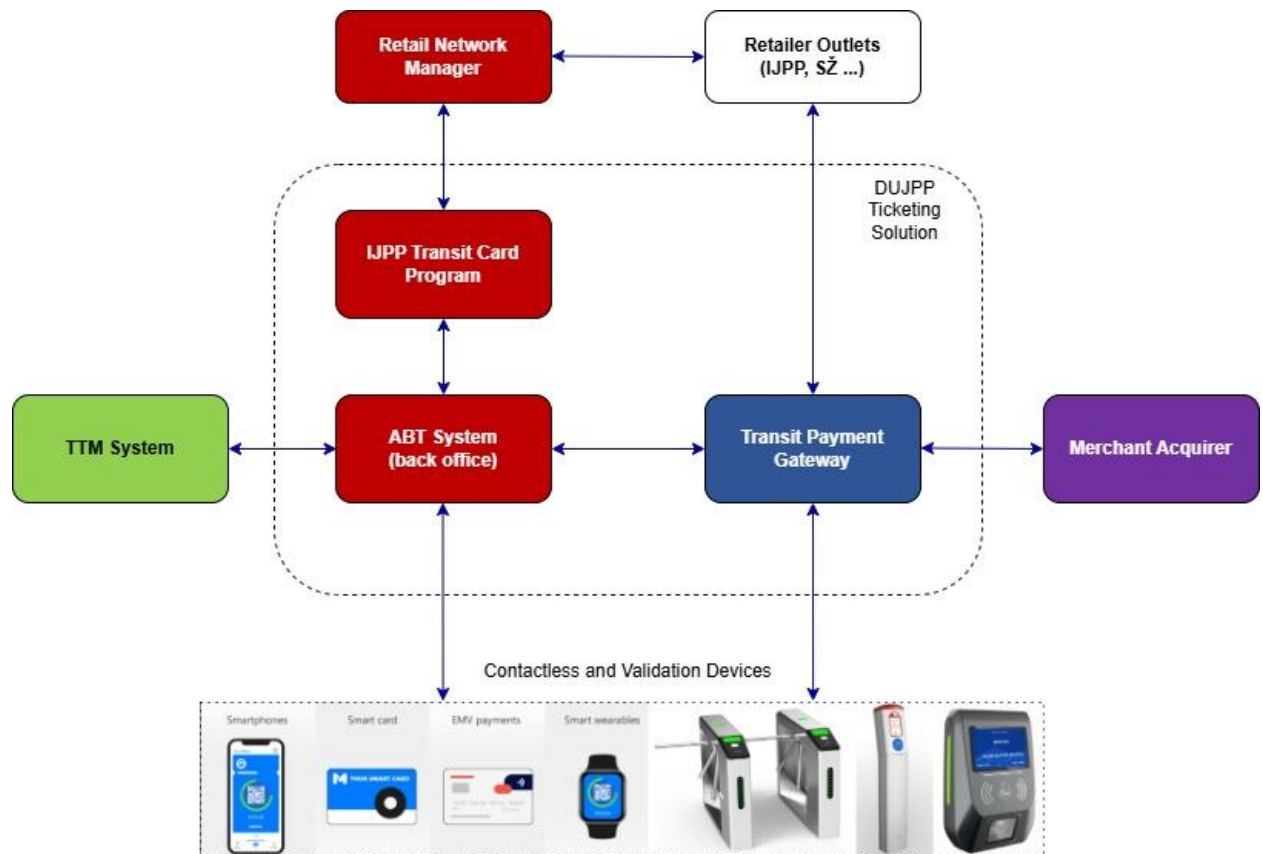 Retail Network
Manager
Retailer Outlets
(IJPP, SŽ ...)
DUJPP
Ticketing
Solution
IJPP Transit Card
Program
TTM System
ABT System
(back office)
Transit Payment
Gateway
Merchant Acquirer
Contactless and Validation Devices
Smartphones
Smart card
EMV payments
Smart wearables
YOUR SMART CARD